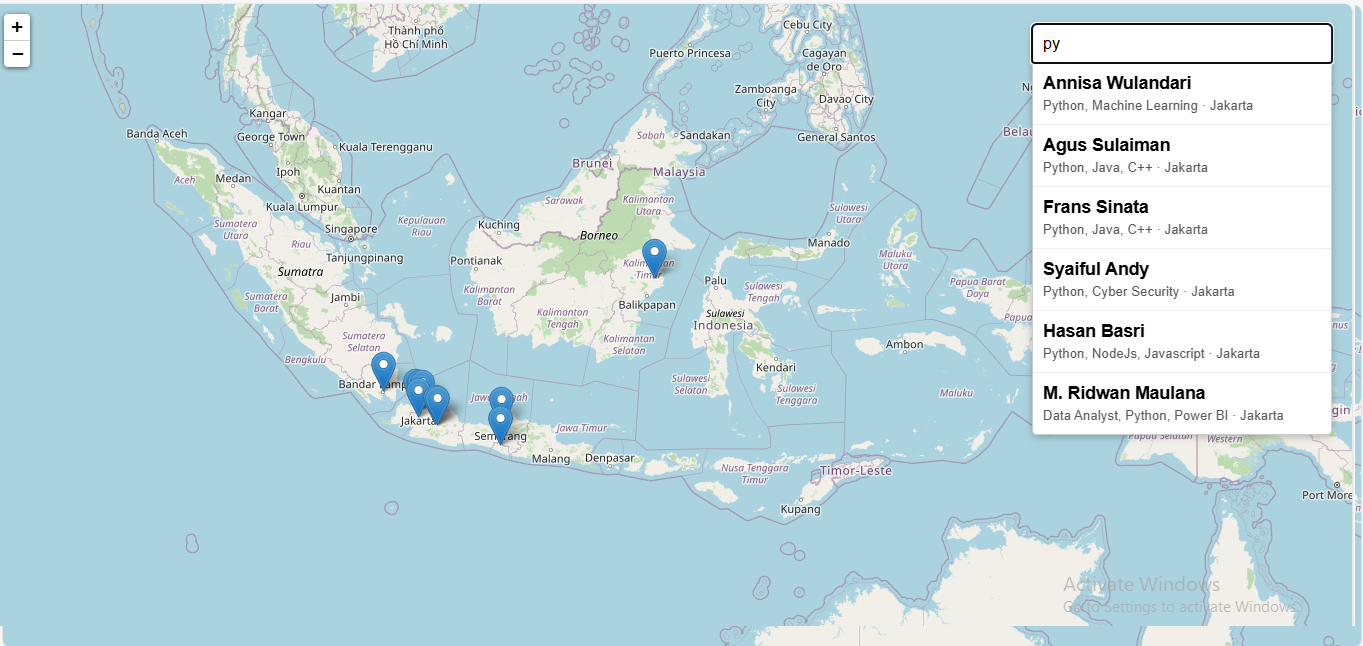 +
−
py
Annisa Wulandari
Python, Machine Learning · Jakarta
Agus Sulaiman
Python, Java, C++ · Jakarta
Frans Sinata
Python, Java, C++ · Jakarta
Syaiful Andy
Python, Cyber Security · Jakarta
Hasan Basri
Python, NodeJs, Javascript · Jakarta
M. Ridwan Maulana
Data Analyst, Python, Power BI · Jakarta
Thành phố
Hồ Chí Minh
Cebu City
Puerto Princesa
Cagayan
de Oro
Zamboanga
City
Davao City
General Santos
Kangar
Banda Aceh
George Town
Kuala Terengganu
Sabah
Sandakan
Belau
Brunei
Malaysia
Ipoh
Aceh
Medan
Kuantan
Kuala Lumpur
Sarawak
Kalimantan
Utara
Sulawesi
Utara
Sumatera
Utara
Kepulauan
Riau
Kuching
Singapore
Borneo
Riau
Manado
Tanjungpinang
Pontianak
Maluku
Utara
Sumatra
Palu
Papua Barat
Daya
Sumatera
Barat
Jambi
Kalimantan
Barat
Balikpapan
Sulawesi
Tengah
Kalimantan
Tengah
Sulawesi
Indonesia
Sumatera
Selatan
Kalimantan
Selatan
Ambon
Bengkulu
Kendari
Sulawesi
Selatan
Sulawesi
Tenggara
Maluku
Jakarta
Jawa Timur
Semarang
Malang
Denpasar
Nusa Tenggara
Timur
Timor-Leste
Papua Selatan
Western
Kupang
Port More
Activate Windows
Go to Settings to activate Windows.